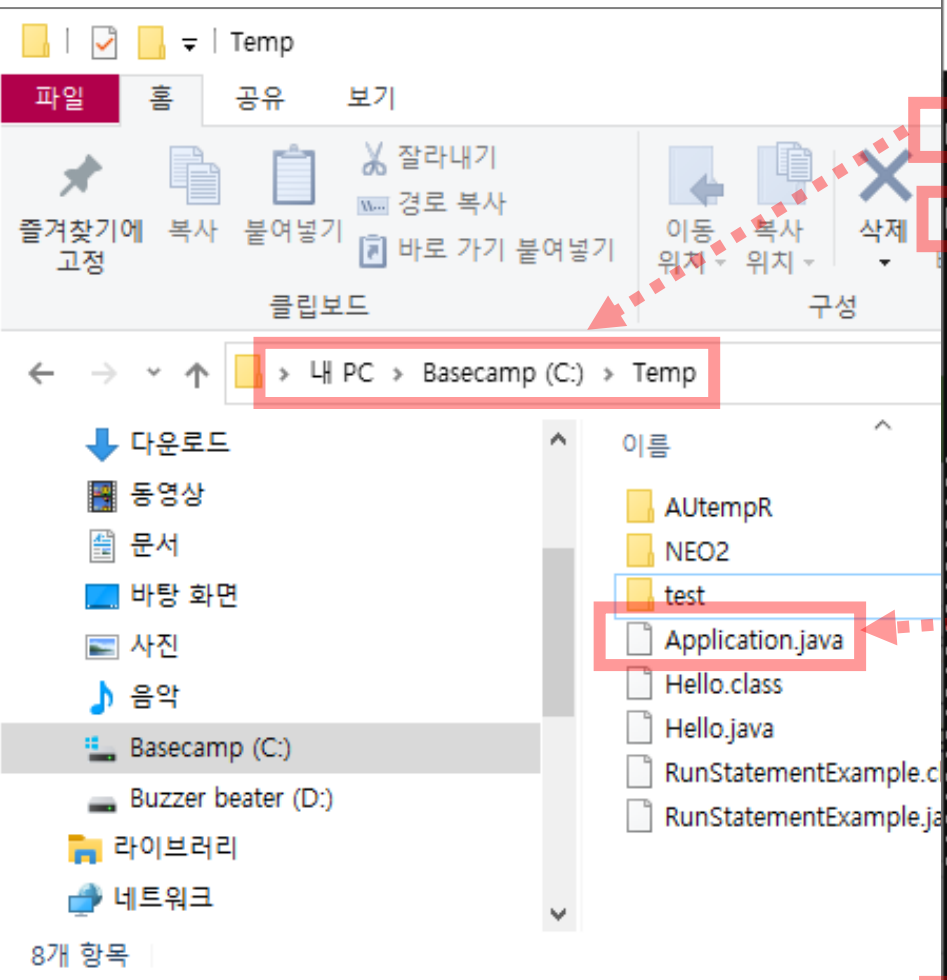 Temp
파일 홈 공유 보기
즐겨찾기에
고정
복사
붙여넣기
잘라내기
경로 복사
바로 가기 붙여넣기
이동
위치
복사
위치
삭제
클립보드
구성
내 PC > Basecamp (C:) > Temp
다운로드
동영상
문서
바탕 화면
사진
음악
Basecamp (C:)
Buzzer beater (D:)
라이브러리
네트워크
이름
AUtempR
NEO2
test
Application.java
Hello.class
Hello.java
RunStatementExample.c
RunStatementExample.ja
8개 항목